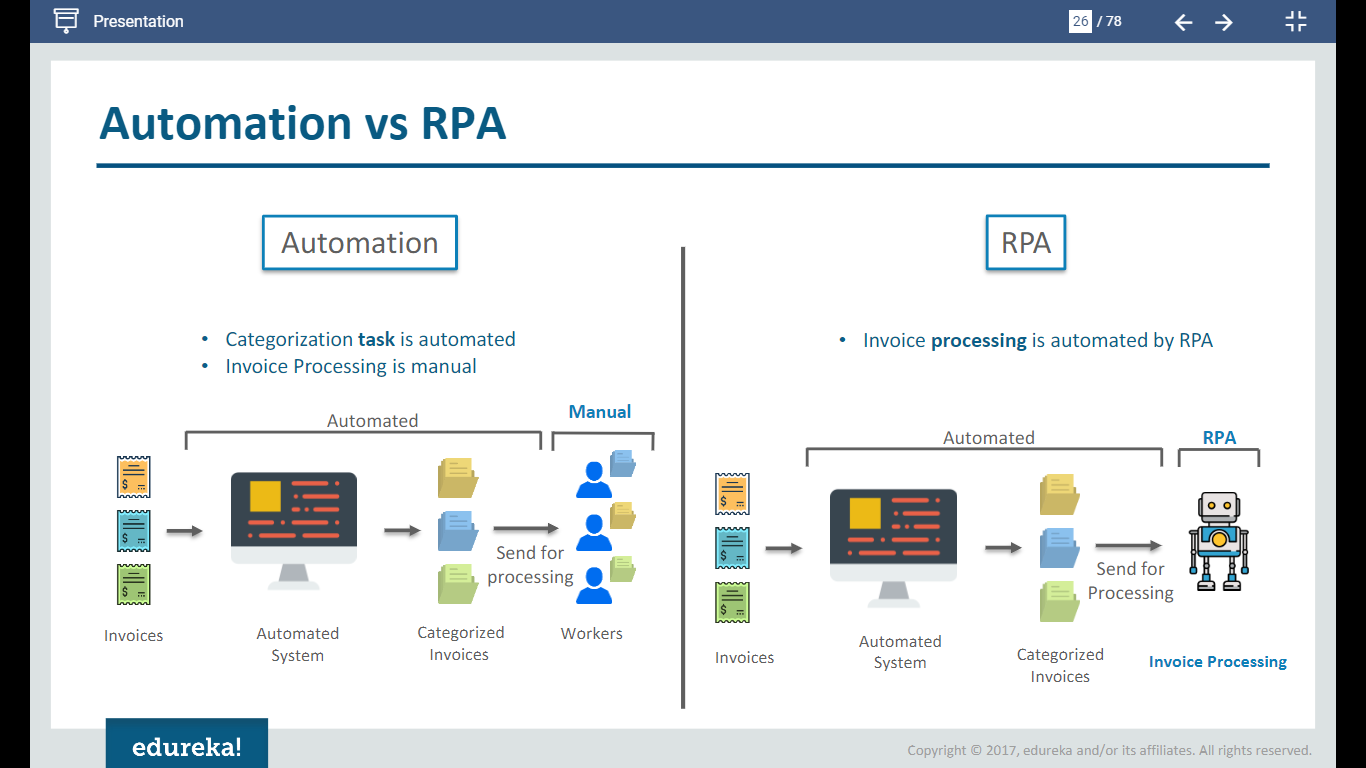 Presentation
26 / 78
Automation vs RPA
Automation
• Categorization task is automated
• Invoice Processing is manual
Automated
Manual
$
$
$
Send for
processing
Invoices
Automated
System
Categorized
Invoices
Workers
RPA
• Invoice processing is automated by RPA
Automated
RPA
$
$
$
Send for
Processing
Invoices
Automated
System
Categorized
Invoices
Invoice Processing
edureka!
Copyright © 2017, edureka and/or its affiliates. All rights reserved.